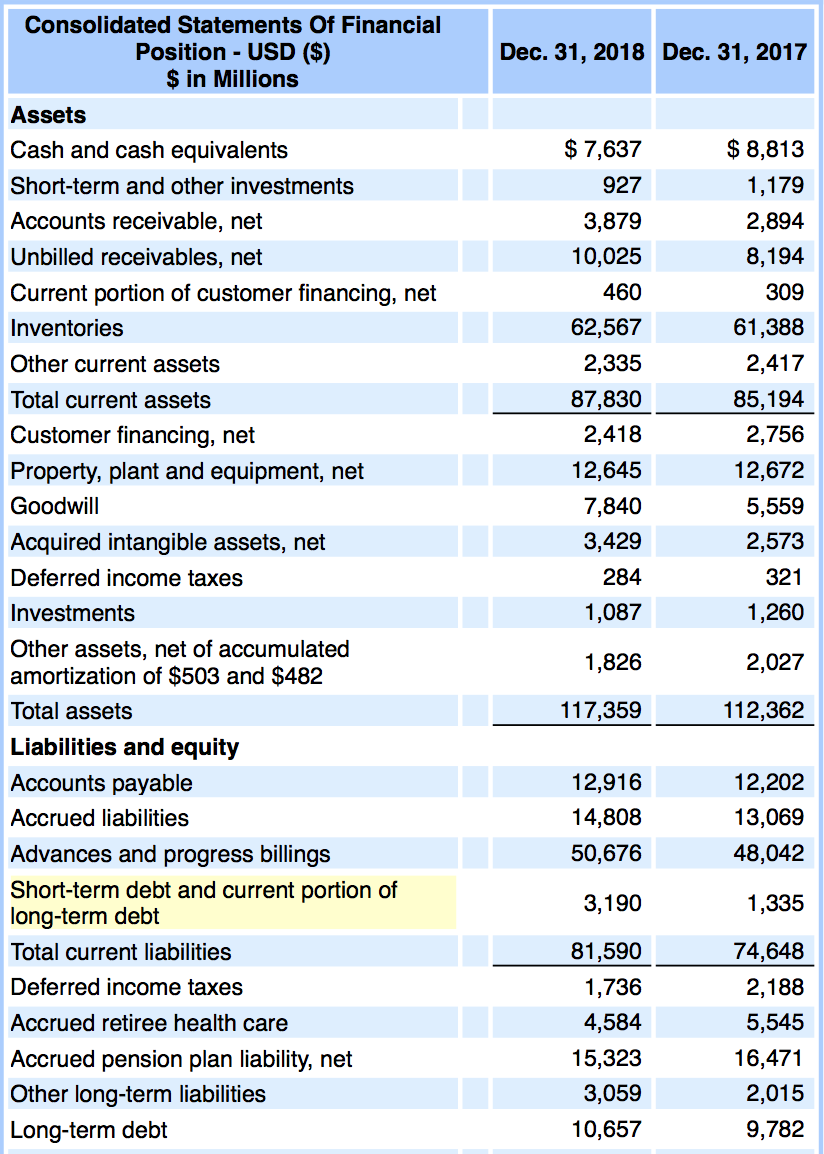 Consolidated Statements Of Financial
Position - USD ($)
$ in Millions
Dec. 31, 2018 Dec. 31, 2017
Assets
Cash and cash equivalents $ 7,637 $ 8,813
Short-term and other investments 927 1,179
Accounts receivable, net 3,879 2,894
Unbilled receivables, net 10,025 8,194
Current portion of customer financing, net 460 309
Inventories 62,567 61,388
Other current assets 2,335 2,417
Total current assets 87,830 85,194
Customer financing, net 2,418 2,756
Property, plant and equipment, net 12,645 12,672
Goodwill 7,840 5,559
Acquired intangible assets, net 3,429 2,573
Deferred income taxes 284 321
Investments 1,087 1,260
Other assets, net of accumulated
amortization of $503 and $482 1,826 2,027
Total assets 117,359 112,362
Liabilities and equity
Accounts payable 12,916 12,202
Accrued liabilities 14,808 13,069
Advances and progress billings 50,676 48,042
Short-term debt and current portion of
long-term debt 3,190 1,335
Total current liabilities 81,590 74,648
Deferred income taxes 1,736 2,188
Accrued retiree health care 4,584 5,545
Accrued pension plan liability, net 15,323 16,471
Other long-term liabilities 3,059 2,015
Long-term debt 10,657 9,782